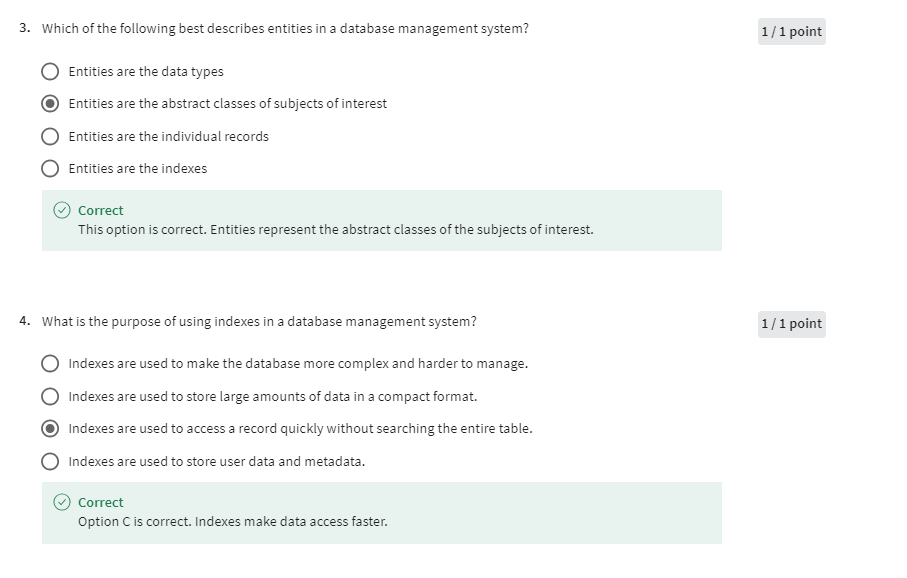 3. Which of the following best describes entities in a database management system?
1 / 1 point
Entities are the data types
Entities are the abstract classes of subjects of interest
Entities are the individual records
Entities are the indexes
Correct
This option is correct. Entities represent the abstract classes of the subjects of interest.
4. What is the purpose of using indexes in a database management system?
1 / 1 point
Indexes are used to make the database more complex and harder to manage.
Indexes are used to store large amounts of data in a compact format.
Indexes are used to access a record quickly without searching the entire table.
Indexes are used to store user data and metadata.
Correct
Option C is correct. Indexes make data access faster.